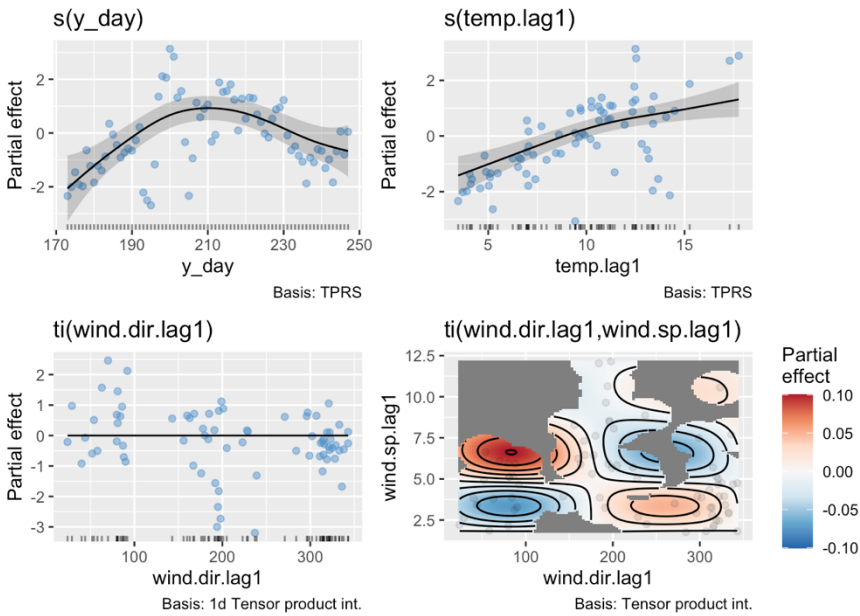 s(y_day)
Partial effect
2
0
-2
170
190
210
230
250
y_day
Basis: TPRS
s(temp.lag1)
Partial effect
2
0
-2
5
10
15
temp.lag1
Basis: TPRS
ti(wind.dir.lag1)
Partial effect
2
1
0
-1
-2
-3
100
200
300
wind.dir.lag1
Basis: 1d Tensor product int.
ti(wind.dir.lag1,wind.sp.lag1)
wind.sp.lag1
12.5
10.0
7.5
5.0
2.5
100
200
300
wind.dir.lag1
Basis: Tensor product int.
Partial
effect
0.10
0.05
0.00
-0.05
-0.10